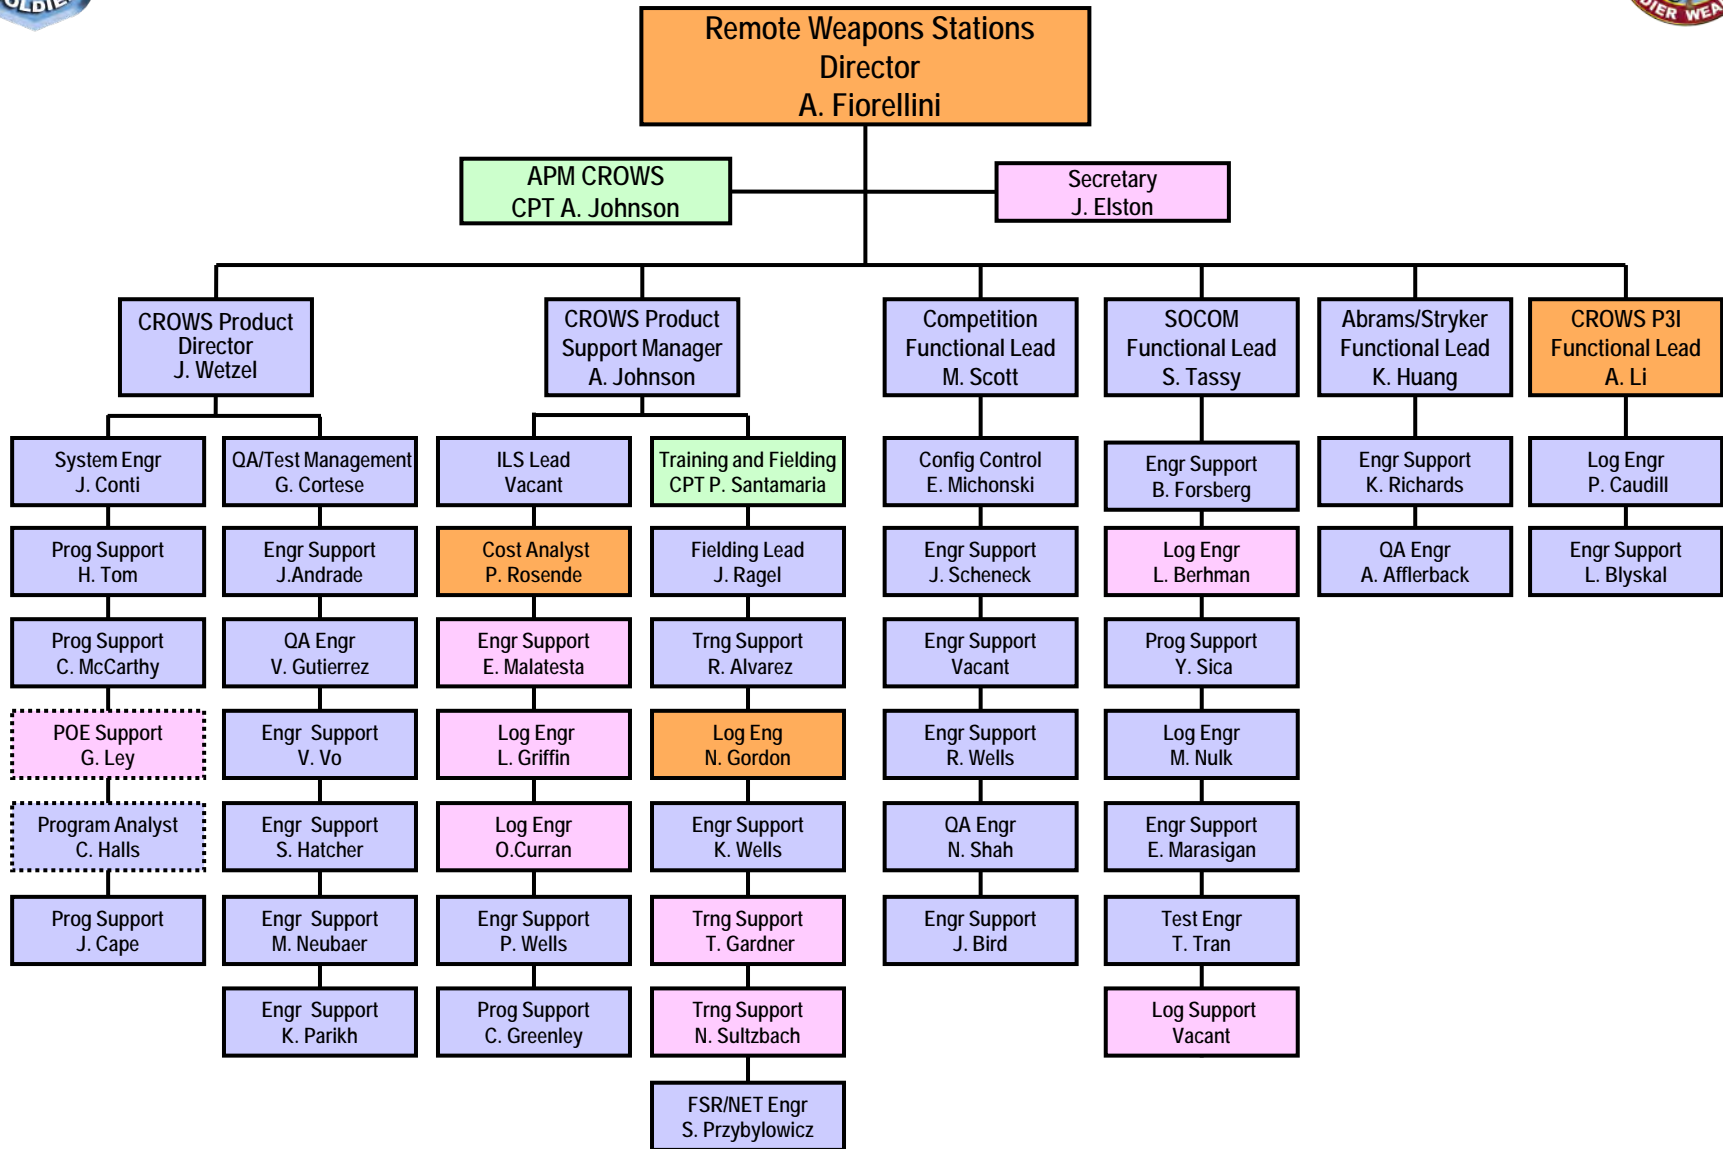 OLDIE
DIER WEA
Remote Weapons Stations
Director
A. Fiorellini
APM CROWS
CPT A. Johnson
Secretary
J. Elston
CROWS Product
Director
J. Wetzel
CROWS Product
Support Manager
A. Johnson
Competition
Functional Lead
M. Scott
SOCOM
Functional Lead
S. Tassy
Abrams/Stryker
Functional Lead
K. Huang
CROWS P3I
Functional Lead
A. Li
System Engr
J. Conti
Prog Support
H. Tom
Prog Support
C. McCarthy
POE Support
G. Ley
Program Analyst
C. Halls
Prog Support
J. Cape
QA/Test Management
G. Cortese
Engr Support
J.Andrade
QA Engr
V. Gutierrez
Engr Support
V. Vo
Engr Support
S. Hatcher
Engr Support
M. Neubaer
Engr Support
K. Parikh
ILS Lead
Vacant
Cost Analyst
P. Rosende
Engr Support
E. Malatesta
Log Engr
L. Griffin
Log Engr
O.Curran
Engr Support
P. Wells
Prog Support
C. Greenley
Training and Fielding
CPT P. Santamaria
Fielding Lead
J. Ragel
Trng Support
R. Alvarez
Log Eng
N. Gordon
Engr Support
K. Wells
Trng Support
T. Gardner
Trng Support
N. Sultzbach
FSR/NET Engr
S. Przybylowicz
Config Control
E. Michonski
Engr Support
J. Scheneck
Engr Support
Vacant
Engr Support
R. Wells
QA Engr
N. Shah
Engr Support
J. Bird
Engr Support
B. Forsberg
Log Engr
L. Berhman
Prog Support
Y. Sica
Log Engr
M. Nulk
Engr Support
E. Marasigan
Test Engr
T. Tran
Log Support
Vacant
Engr Support
K. Richards
QA Engr
A. Afflerback
Log Engr
P. Caudill
Engr Support
L. Blyskal